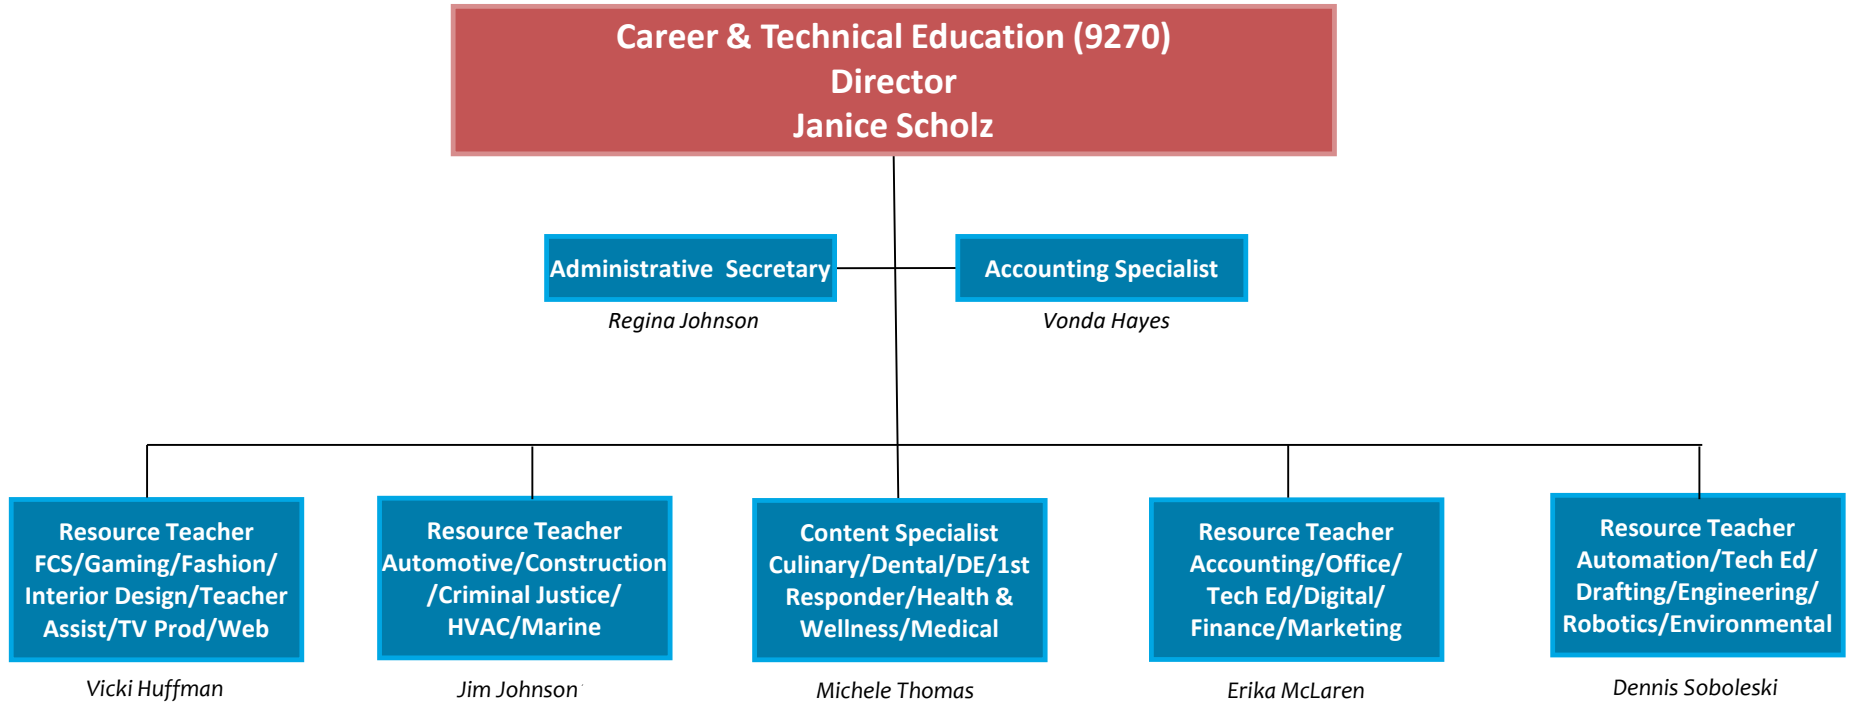 Career & Technical Education (9270)
Director
Janice Scholz
Administrative  Secretary
Regina Johnson
Accounting Specialist
Vonda Hayes
Resource Teacher
FCS/Gaming/Fashion/
Interior Design/Teacher
Assist/TV Prod/Web
Vicki Huffman
Resource Teacher
Automotive/Construction
/Criminal Justice/
HVAC/Marine
Jim Johnson
Content Specialist
Culinary/Dental/DE/1st
Responder/Health &
Wellness/Medical
Michele Thomas
Resource Teacher
Accounting/Office/
Tech Ed/Digital/
Finance/Marketing
Erika McLaren
Resource Teacher
Automation/Tech Ed/
Drafting/Engineering/
Robotics/Environmental
Dennis Soboleski